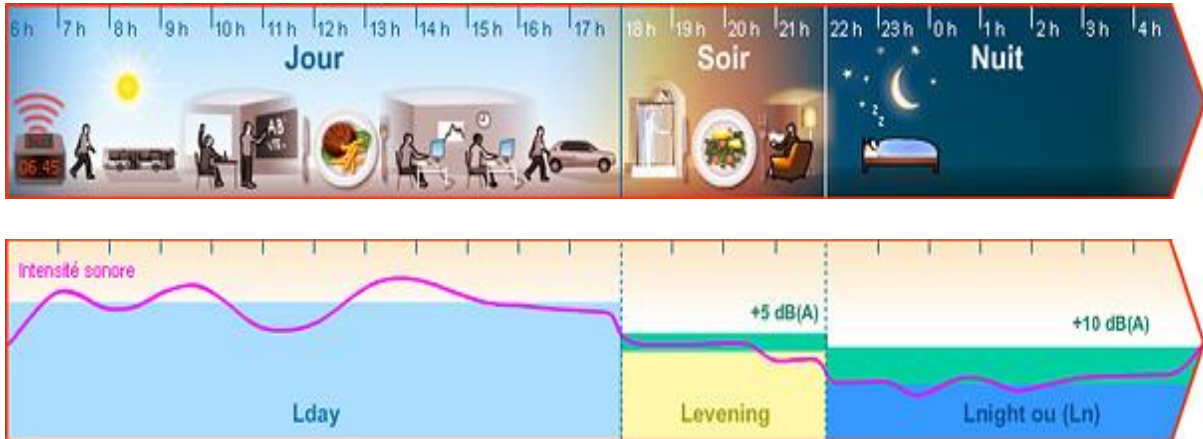 6 h 7 h 8 h 9 h 10 h 11 h 12 h 13 h 14 h 15 h 16 h 17 h 18 h 19 h 20 h 21 h 22 h 23 h 0 h 1 h 2 h 3 h 4 h
Jour Soir Nuit
06:45
AB
z z z
Intensité sonore
+5 dB(A)
+10 dB(A)
Lday Levening Lnight ou (Ln)